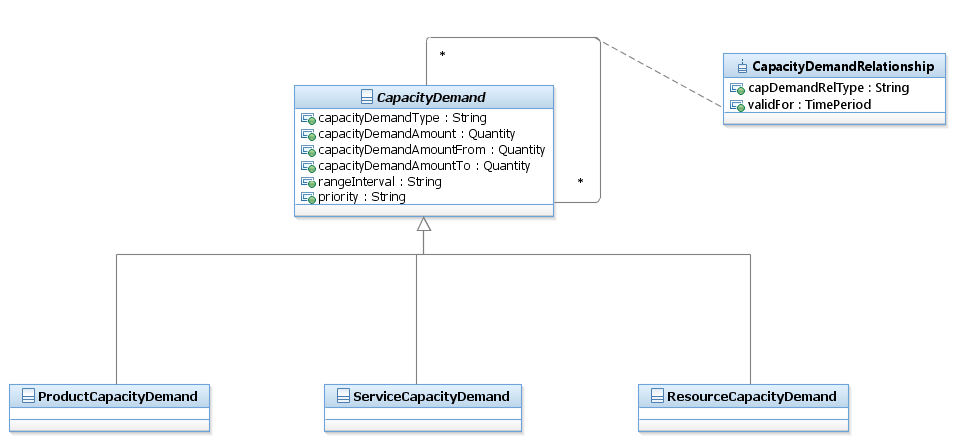 *
CapacityDemandRelationship
capDemandRelType : String
validFor : TimePeriod
CapacityDemand
capacityDemandType : String
capacityDemandAmount : Quantity
capacityDemandAmountFrom : Quantity
capacityDemandAmountTo : Quantity
rangeInterval : String
priority : String
*
ProductCapacityDemand
ServiceCapacityDemand
ResourceCapacityDemand